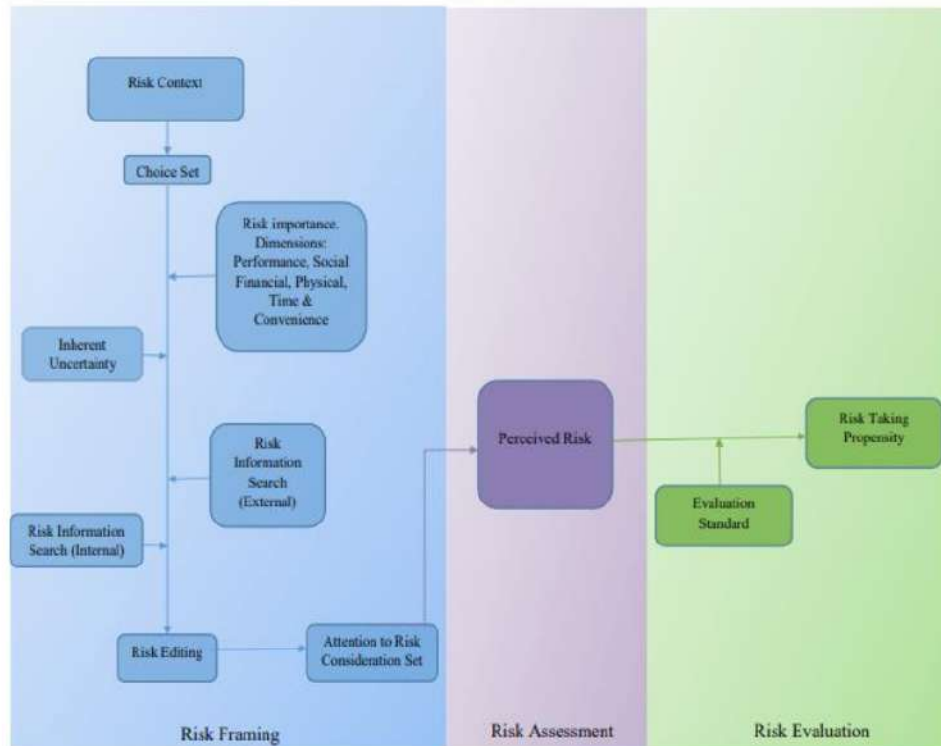 Risk Context
Choice Set
Risk importance.
Dimensions:
Performance, Social
Financial, Physical,
Time &
Convenience
Inherent
Uncertainty
Risk
Information
Search
(External)
Risk Information
Search (Internal)
Risk Editing
Attention to Risk
Consideration Set
Perceived Risk
Risk Taking
Propensity
Evaluation
Standard
Risk Framing
Risk Assessment
Risk Evaluation